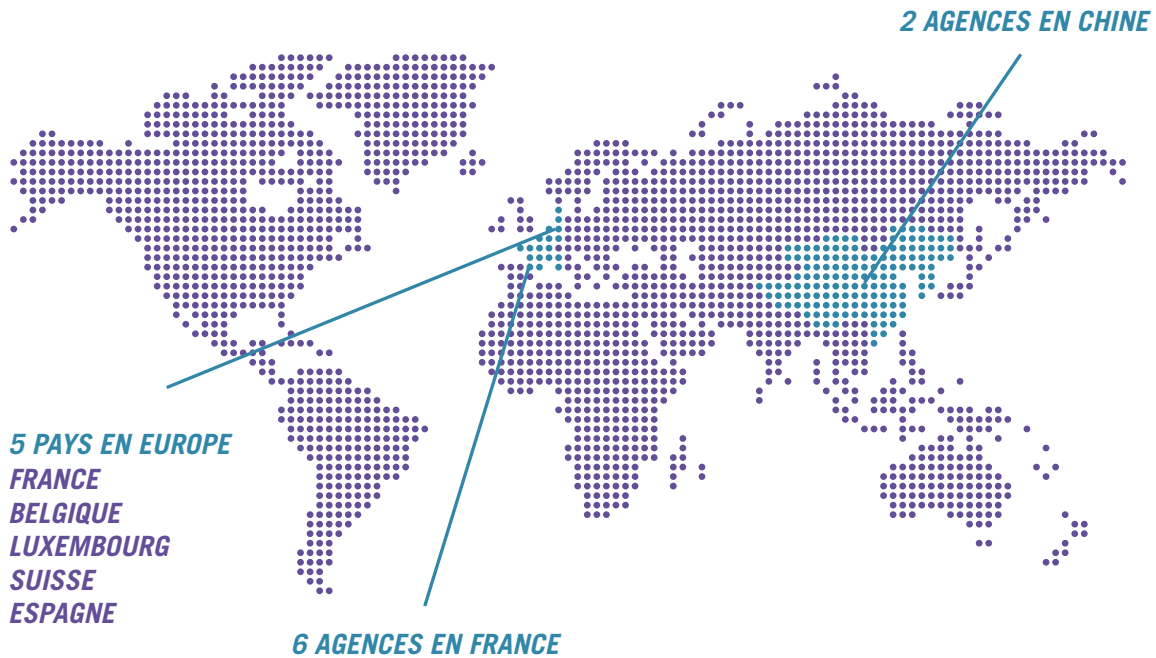 2 AGENCES EN CHINE
5 PAYS EN EUROPE
FRANCE
BELGIQUE
LUXEMBOURG
SUISSE
ESPAGNE
6 AGENCES EN FRANCE